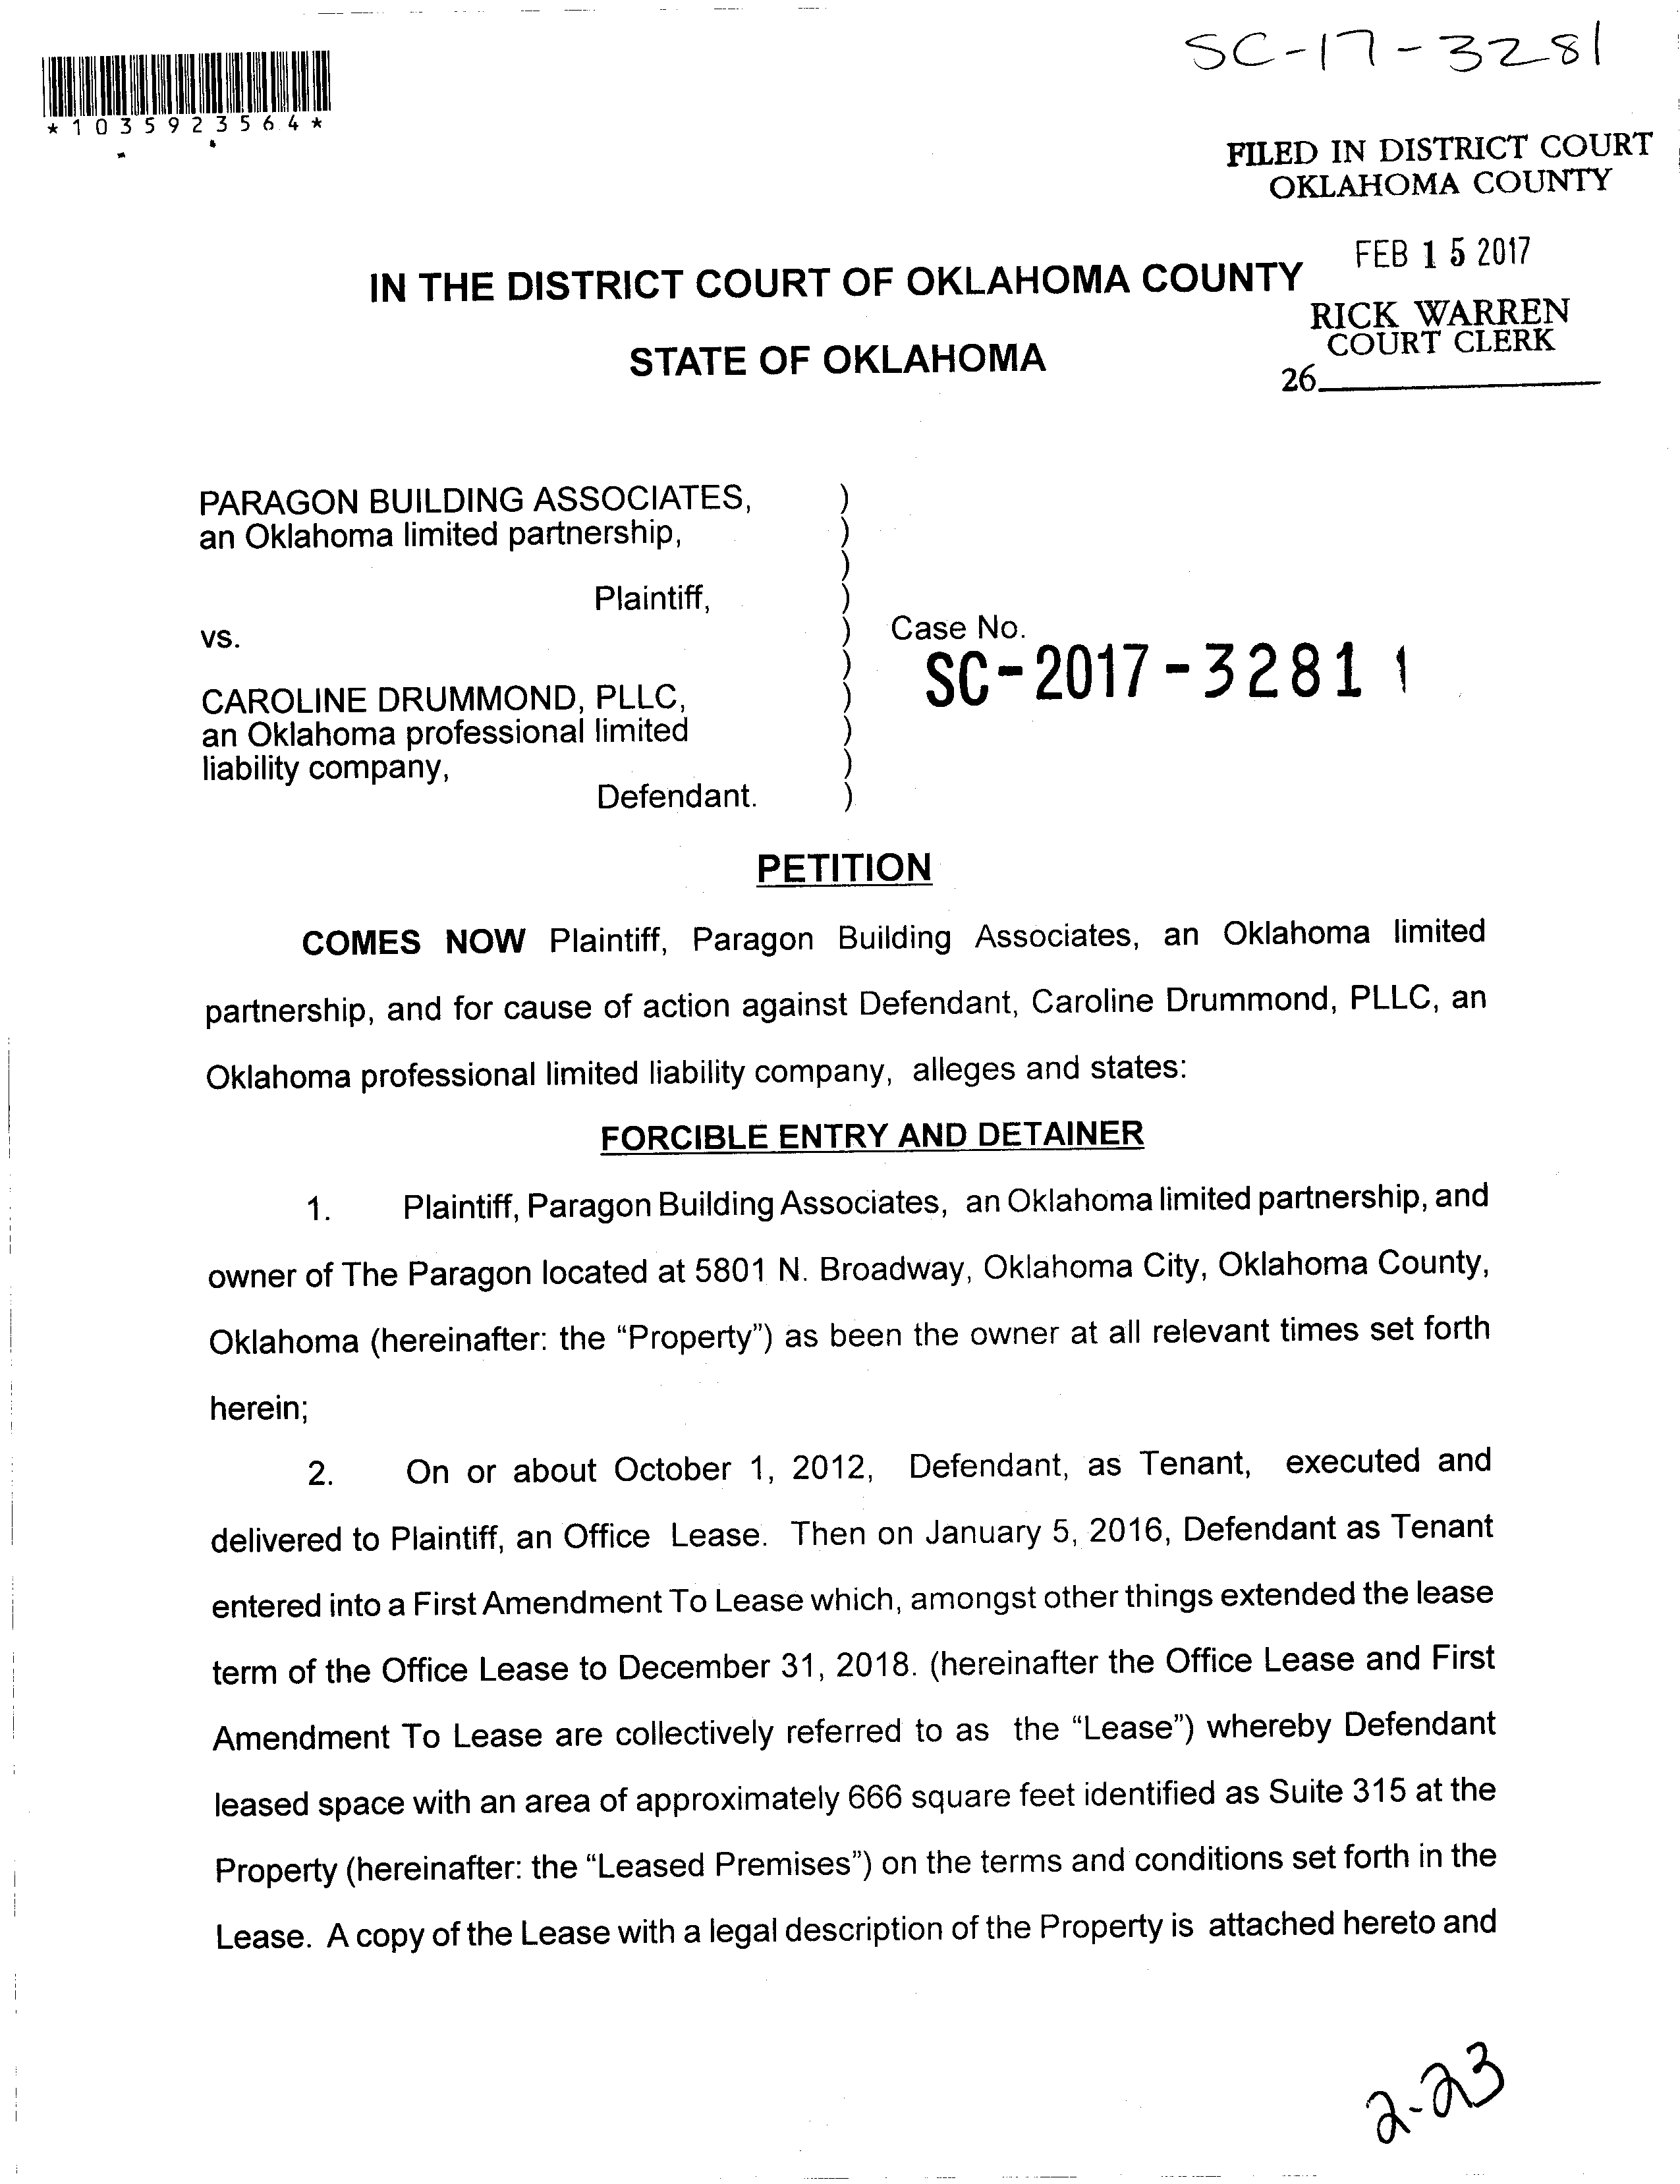 SC-17-3281
*1035923564*
FILED IN DISTRICT COURT
OKLAHOMA COUNTY
FEB 15 2017
IN THE DISTRICT COURT OF OKLAHOMA COUNTY
RICK WARREN
COURT CLERK
STATE OF OKLAHOMA
26
PARAGON BUILDING ASSOCIATES, )
an Oklahoma limited partnership, )
)
Plaintiff, )
vs. ) Case No.
) SC-2017-3281 1
CAROLINE DRUMMOND, PLLC, )
an Oklahoma professional limited )
liability company, )
Defendant. )
PETITION
COMES NOW Plaintiff, Paragon Building Associates, an Oklahoma limited
partnership, and for cause of action against Defendant, Caroline Drummond, PLLC, an
Oklahoma professional limited liability company, alleges and states:
FORCIBLE ENTRY AND DETAINER
1. Plaintiff, Paragon Building Associates, an Oklahoma limited partnership, and
owner of The Paragon located at 5801 N. Broadway, Oklahoma City, Oklahoma County,
Oklahoma (hereinafter: the “Property”) as been the owner at all relevant times set forth
herein;
2. On or about October 1, 2012, Defendant, as Tenant, executed and
delivered to Plaintiff, an Office Lease. Then on January 5, 2016, Defendant as Tenant
entered into a First Amendment To Lease which, amongst other things extended the lease
term of the Office Lease to December 31, 2018. (hereinafter the Office Lease and First
Amendment To Lease are collectively referred to as the “Lease”) whereby Defendant
leased space with an area of approximately 666 square feet identified as Suite 315 at the
Property (hereinafter: the “Leased Premises”) on the terms and conditions set forth in the
Lease. A copy of the Lease with a legal description of the Property is attached hereto and
2-23